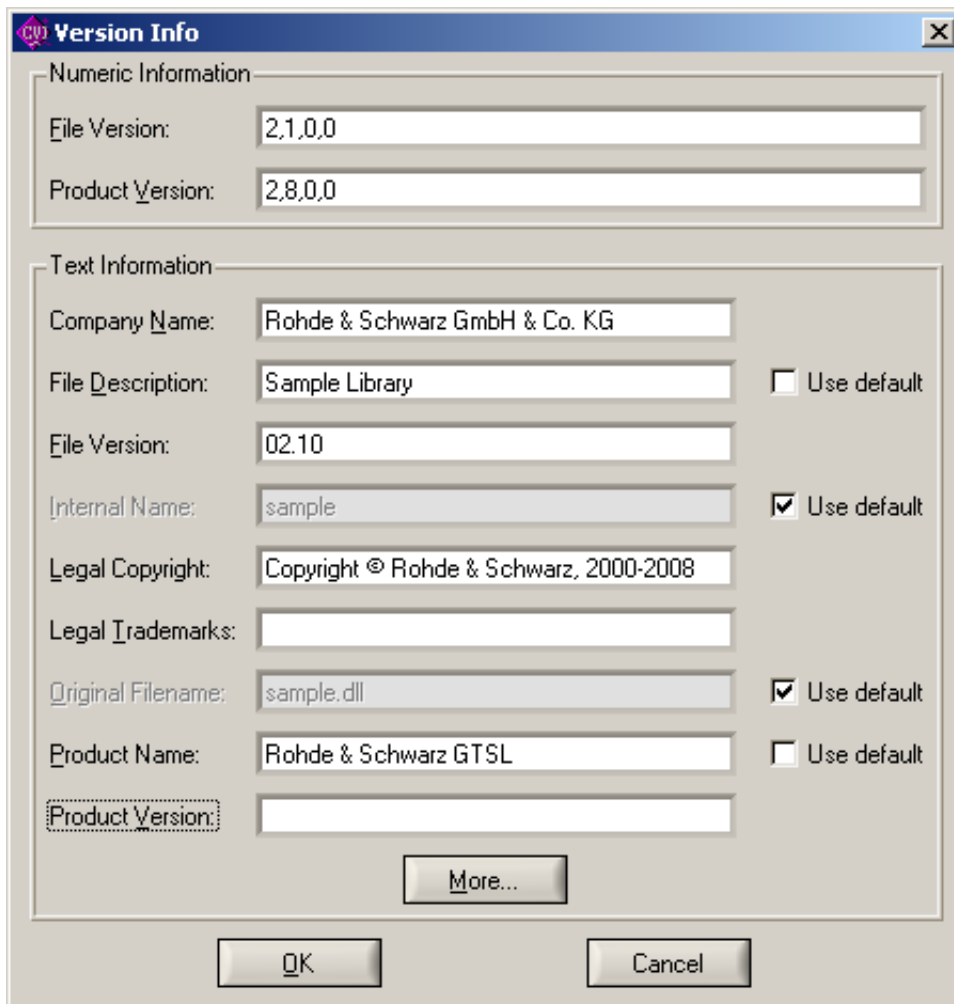 CVI Version Info
Numeric Information
File Version: 2,1,0,0
Product Version: 2,8,0,0
Text Information
Company Name: Rohde & Schwarz GmbH & Co. KG
File Description: Sample Library Use default
File Version: 02.10
Internal Name: sample Use default
Legal Copyright: Copyright © Rohde & Schwarz, 2000-2008
Legal Trademarks:
Original Filename: sample.dll Use default
Product Name: Rohde & Schwarz GTSL Use default
Product Version:
More...
OK Cancel